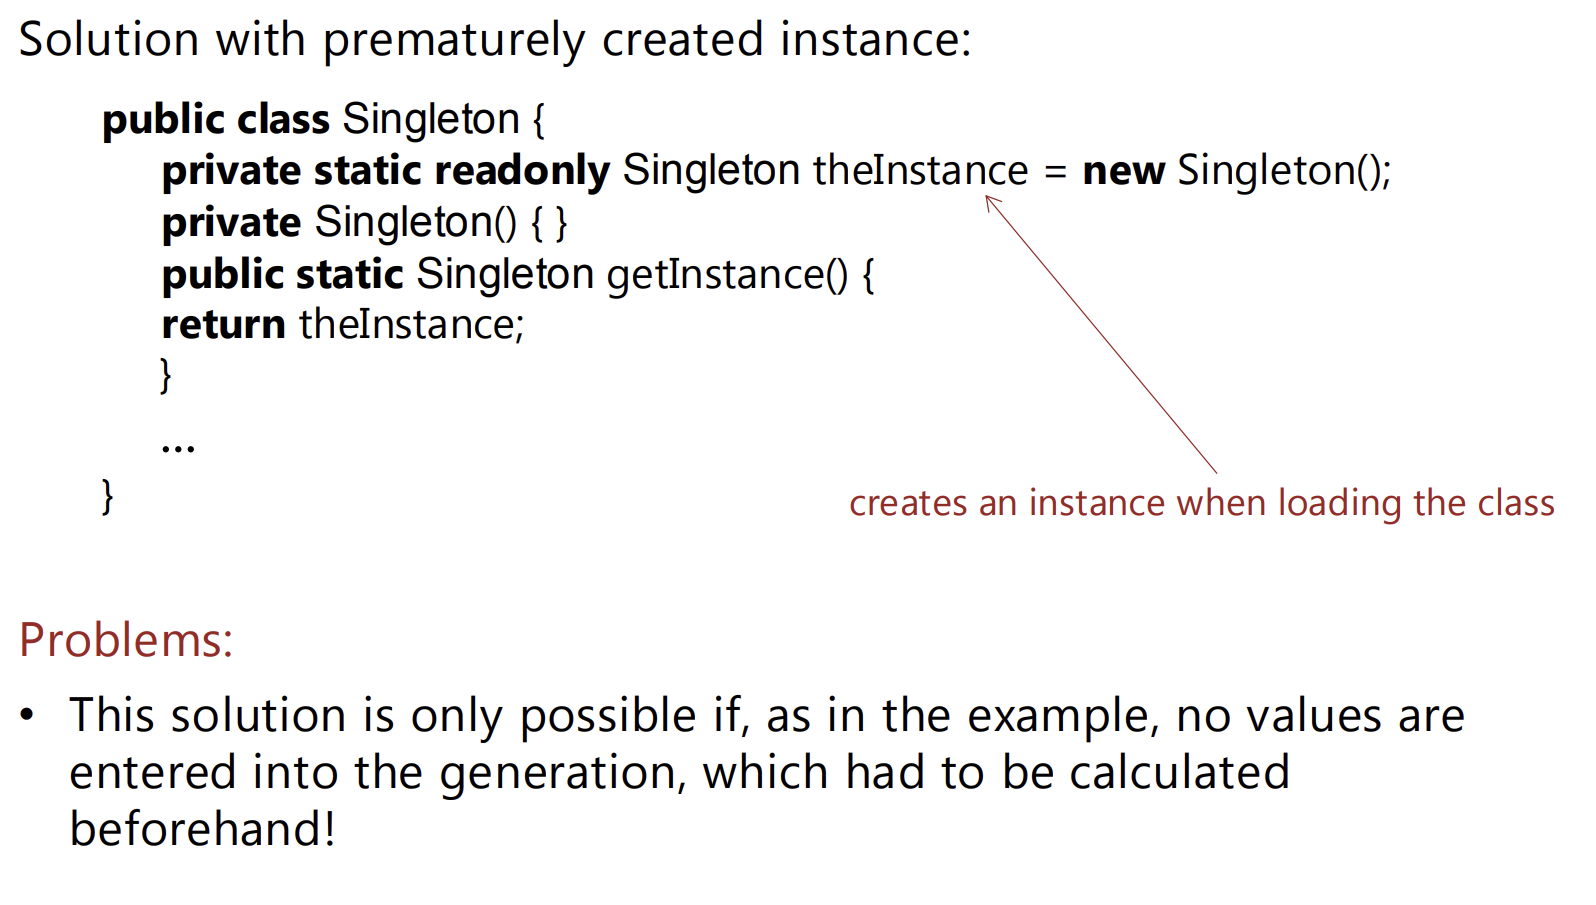 Solution with prematurely created instance:
public class Singleton {
private static readonly Singleton theInstance = new Singleton();
private Singleton() { }
public static Singleton getInstance() {
return theInstance;
}
...
}
creates an instance when loading the class
Problems:
• This solution is only possible if, as in the example, no values are
entered into the generation, which had to be calculated
beforehand!